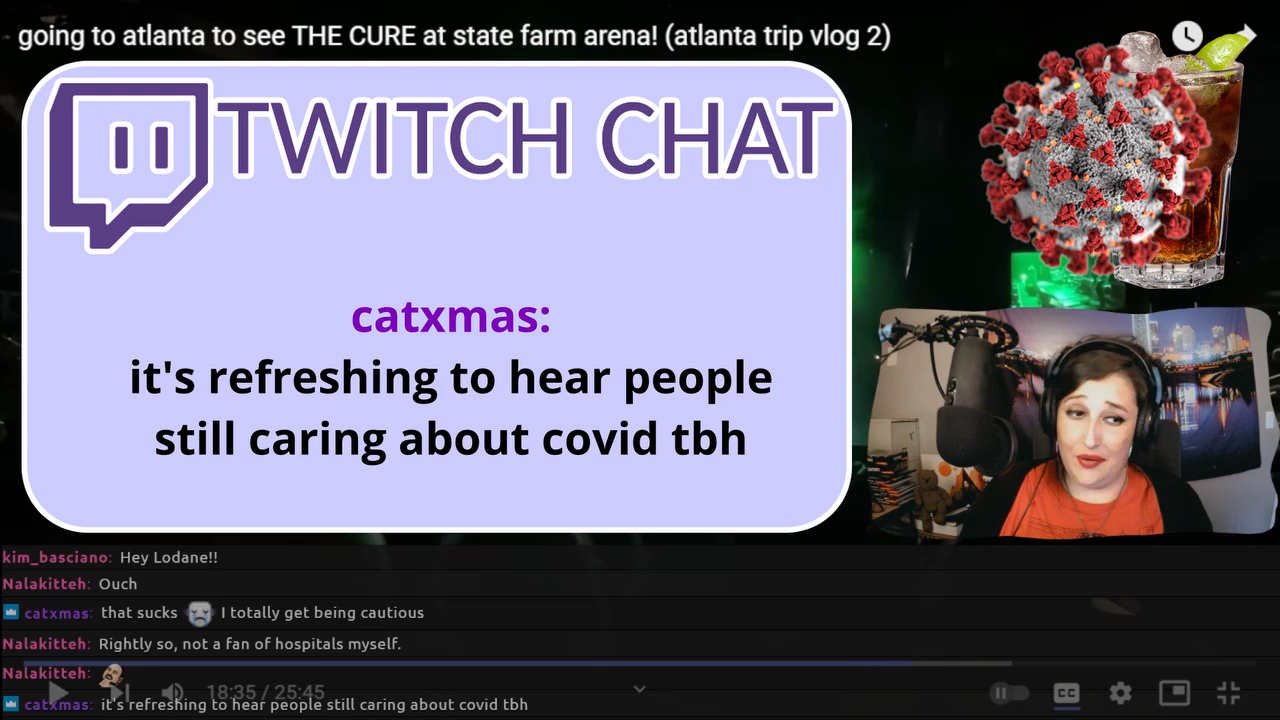 going to atlanta to see THE CURE at state farm arena! (atlanta trip vlog 2)
TWITCH CHAT
catxmas:
it's refreshing to hear people
still caring about covid tbh
kim_basciano: Hey Lodane!!
Nalakitteh: Ouch
catxmas: that sucks I totally get being cautious
Nalakitteh: Rightly so, not a fan of hospitals myself.
Nalakitteh:
18:35 / 25:45
CC
catxmas: it's refreshing to hear people still caring about covid tbh